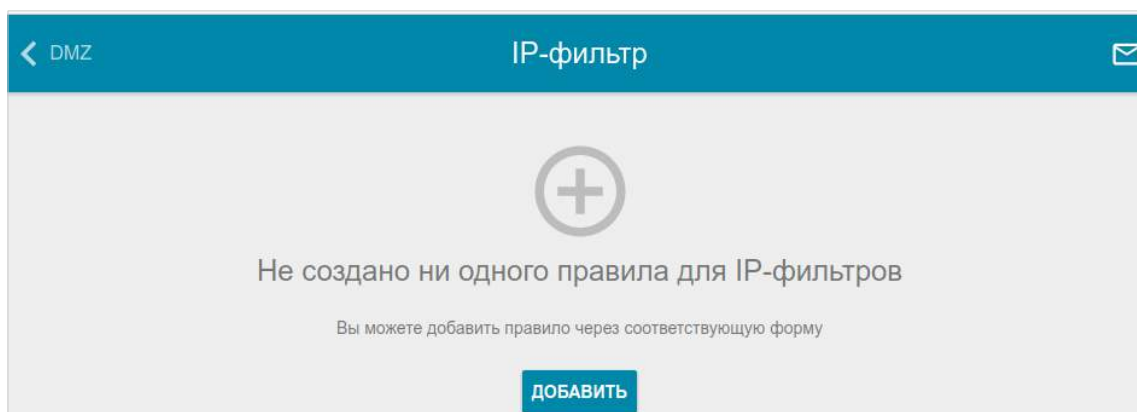 DMZ
IP-фильтр
Не создано ни одного правила для IP-фильтров
Вы можете добавить правило через соответствующую форму
ДОБАВИТЬ